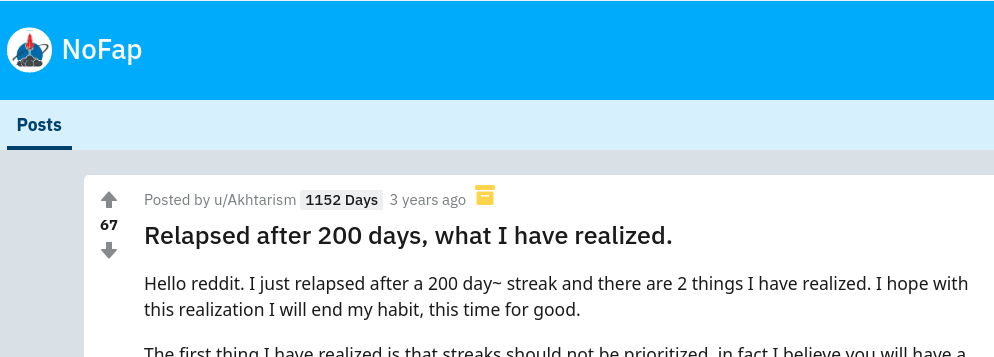 NoFap
Posts
Posted by u/Akhtarism 1152 Days 3 years ago
67
Relapsed after 200 days, what I have realized.
Hello reddit. I just relapsed after a 200 day~ streak and there are 2 things I have realized. I hope with
this realization I will end my habit, this time for good.
The first thing I have realized is that streaks should not be prioritized, in fact I believe you will have a